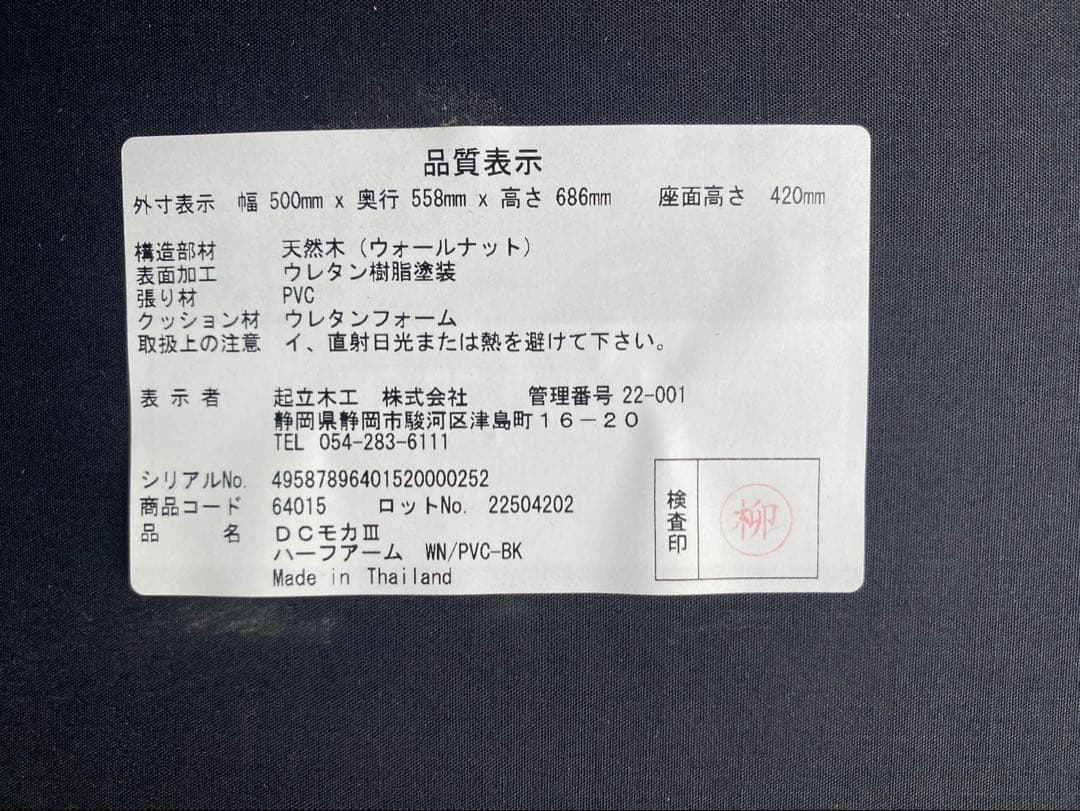 品質表示
外寸表示　幅 500mm x 奥行 558mm x 高さ 686mm　座面高さ　420mm
構造部材　天然木（ウォールナット）
表面加工　ウレタン樹脂塗装
張り材　PVC
クッション材　ウレタンフォーム
取扱上の注意　イ、直射日光または熱を避けて下さい。
表示者　起立木工　株式会社　管理番号 22-001
静岡県静岡市駿河区津島町１６－２０
TEL 054-283-6111
シリアルNo. 49587896401520000252
商品コード　64015　ロットNo. 22504202
品名　ＤＣモカⅢ
ハーフアーム　WN/PVC-BK
Made in Thailand
検査印
柳